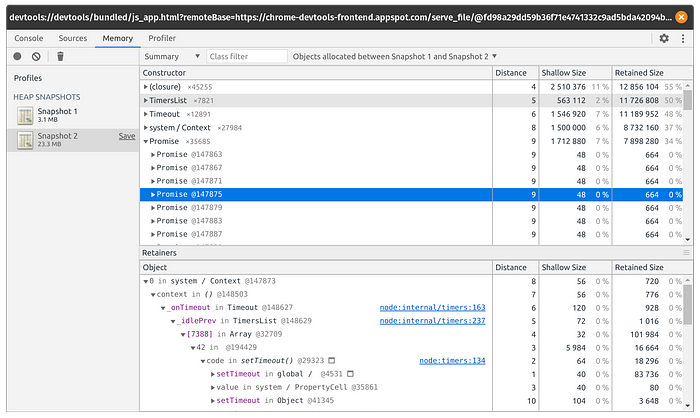 devtools://devtools/bundled/js_app.html?remoteBase=https://chrome-devtools-frontend.appspot.com/serve_file/@fd98a29dd59b36f71e4741332c9ad5bda42094b...
Console Sources Memory Profiler
Summary Class filter Objects allocated between Snapshot 1 and Snapshot 2
Profiles
HEAP SNAPSHOTS
Snapshot 1
3.1 MB
Snapshot 2 Save
23.3 MB
Constructor Distance Shallow Size Retained Size
(closure) ×45255 4 2 510 376 11 % 12 856 104 55 %
TimersList ×7821 5 563 112 2 % 11 726 808 50 %
Timeout ×12891 6 1 546 920 7 % 11 189 952 48 %
system / Context ×27984 8 1 500 000 6 % 8 732 160 37 %
Promise ×35685 9 1 712 880 7 % 7 898 280 34 %
Promise @147863 9 48 0 % 664 0 %
Promise @147867 9 48 0 % 664 0 %
Promise @147871 9 48 0 % 664 0 %
Promise @147875 9 48 0 % 664 0 %
Promise @147879 9 48 0 % 664 0 %
Promise @147883 9 48 0 % 664 0 %
Promise @147887 9 48 0 % 664 0 %
Retainers
Object Distance Shallow Size Retained Size
0 in system / Context @147873 8 56 0 % 720 0 %
context in () @148503 7 56 0 % 776 0 %
_onTimeout in Timeout @148627 node:internal/timers:163 6 120 0 % 928 0 %
_idlePrev in TimersList @148629 node:internal/timers:237 5 72 0 % 1 016 0 %
[7388] in Array @32709 4 32 0 % 101 984 0 %
42 in @194429 3 5 984 0 % 16 664 0 %
code in setTimeout() @29323 node:timers:134 2 64 0 % 18 296 0 %
setTimeout in global / @4531 1 40 0 % 83 736 0 %
value in system / PropertyCell @35861 3 40 0 % 80 0 %
setTimeout in Object @41345 10 104 0 % 3 648 0 %